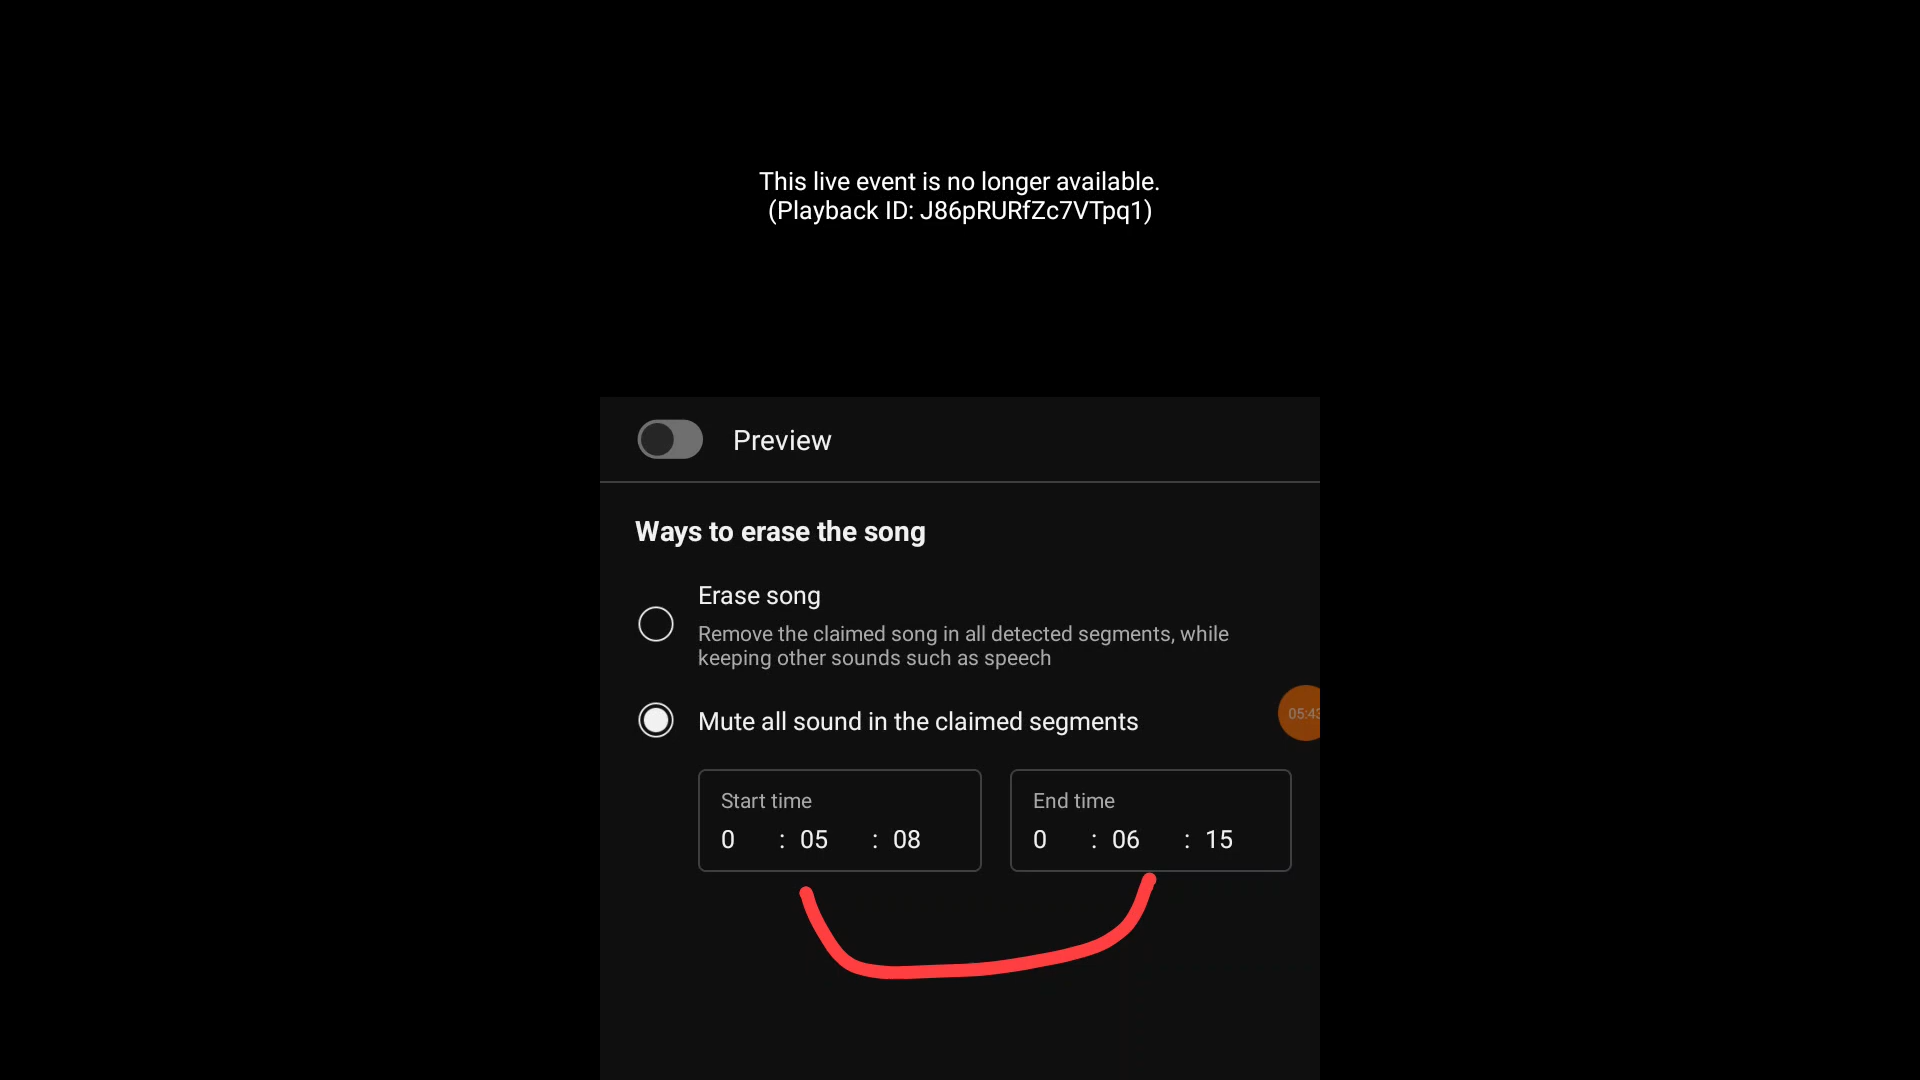 This live event is no longer available.
(Playback ID: J86pRURfZc7VTpq1)
Preview
Ways to erase the song
Erase song
Remove the claimed song in all detected segments, while
keeping other sounds such as speech
Mute all sound in the claimed segments
05:43
Start time
0 : 05 : 08
End time
0 : 06 : 15